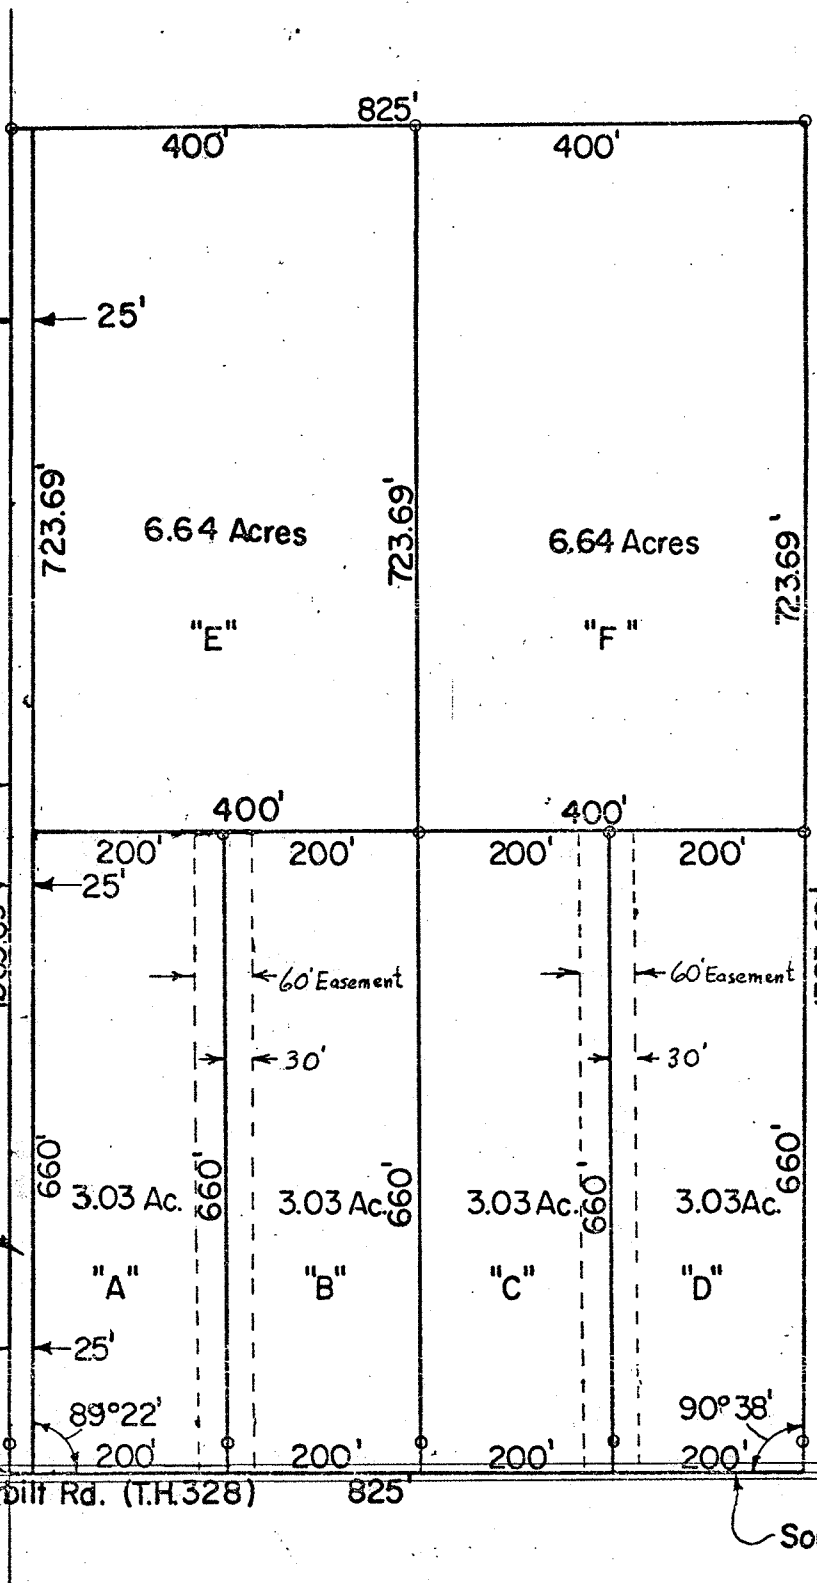 825'
400' 400'
25'
723.69' 723.69' 723.69'
6.64 Acres 6.64 Acres
"E" "F"
400' 400'
200' 200' 200' 200'
25'
60' Easement 60' Easement
30' 30'
660' 660' 660' 660' 660'
3.03 Ac. 3.03 Ac. 3.03 Ac. 3.03 Ac.
"A" "B" "C" "D"
25'
89°22' 90°38'
200' 200' 200' 200'
Rd. (T.H.328) 825'